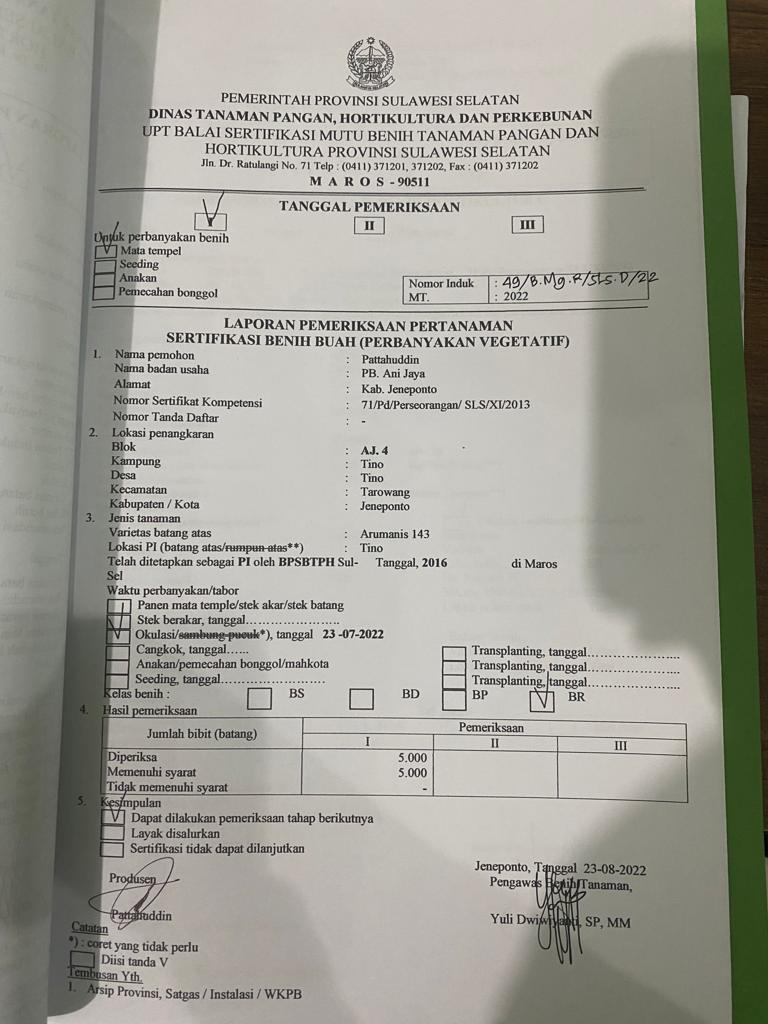 PEMERINTAH PROVINSI SULAWESI SELATAN
DINAS TANAMAN PANGAN, HORTIKULTURA DAN PERKEBUNAN
UPT BALAI SERTIFIKASI MUTU BENIH TANAMAN PANGAN DAN
HORTIKULTURA PROVINSI SULAWESI SELATAN
Jln. Dr. Ratulangi No. 71 Telp : (0411) 371201, 371202, Fax : (0411) 371202
M A R O S - 90511
TANGGAL PEMERIKSAAN
I II III
Untuk perbanyakan benih
Mata tempel
Seeding
Anakan
Pemecahan bonggol
Nomor Induk : 49/B.Mg.R/SLS.D/22
MT. : 2022
LAPORAN PEMERIKSAAN PERTANAMAN
SERTIFIKASI BENIH BUAH (PERBANYAKAN VEGETATIF)
1. Nama pemohon : Pattahuddin
Nama badan usaha : PB. Ani Jaya
Alamat : Kab. Jeneponto
Nomor Sertifikat Kompetensi : 71/Pd/Perseorangan/ SLS/XI/2013
Nomor Tanda Daftar : -
2. Lokasi penangkaran
Blok : AJ. 4
Kampung : Tino
Desa : Tino
Kecamatan : Tarowang
Kabupaten / Kota : Jeneponto
3. Jenis tanaman
Varietas batang atas : Arumanis 143
Lokasi PI (batang atas/rumpun atas**) : Tino
Telah ditetapkan sebagai PI oleh BPSBTPH Sul- Tanggal, 2016 di Maros
Sel
Waktu perbanyakan/tabor
Panen mata temple/stek akar/stek batang
Stek berakar, tanggal.......................
Okulasi/sambung pucuk*), tanggal 23 -07-2022
Cangkok, tanggal...... Transplanting, tanggal.......................
Anakan/pemecahan bonggol/mahkota Transplanting, tanggal.......................
Seeding, tanggal.......................... Transplanting, tanggal.......................
Kelas benih : BS BD BP BR
4. Hasil pemeriksaan
Jumlah bibit (batang) Pemeriksaan
I II III
Diperiksa 5.000
Memenuhi syarat 5.000
Tidak memenuhi syarat -
5. Kesimpulan
Dapat dilakukan pemeriksaan tahap berikutnya
Layak disalurkan
Sertifikasi tidak dapat dilanjutkan
Jeneponto, Tanggal 23-08-2022
Produsen Pengawas Benih Tanaman,
Pattahuddin Yuli Dwiwiyanti, SP, MM
Catatan
*) : coret yang tidak perlu
Diisi tanda V
Tembusan Yth.
1. Arsip Provinsi, Satgas / Instalasi / WKPB